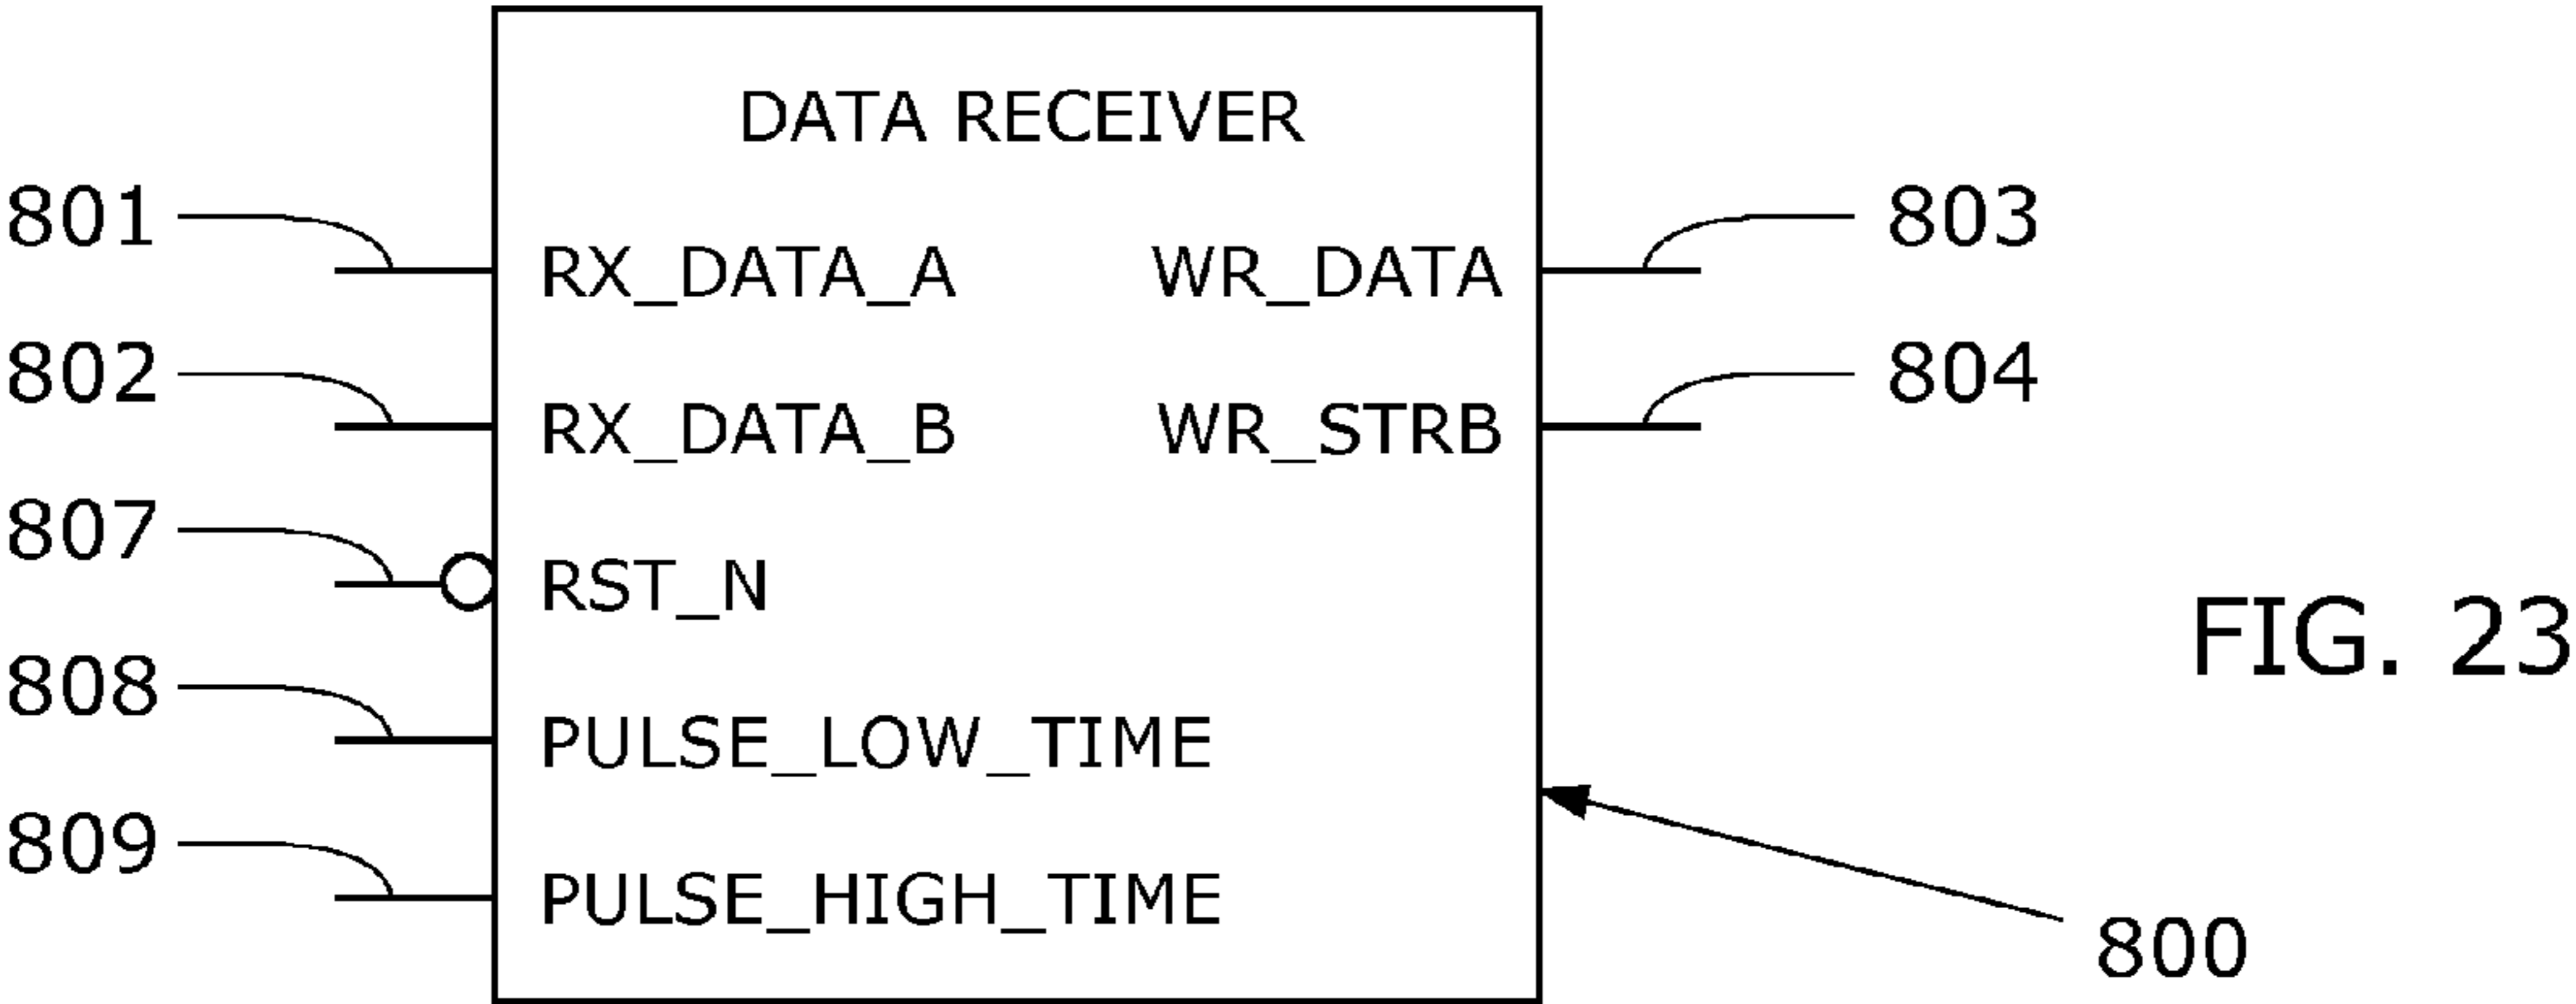 DATA RECEIVER
801 RX_DATA_A WR_DATA 803
802 RX_DATA_B WR_STRB 804
807 RST_N
FIG. 23
808 PULSE_LOW_TIME
809 PULSE_HIGH_TIME
800